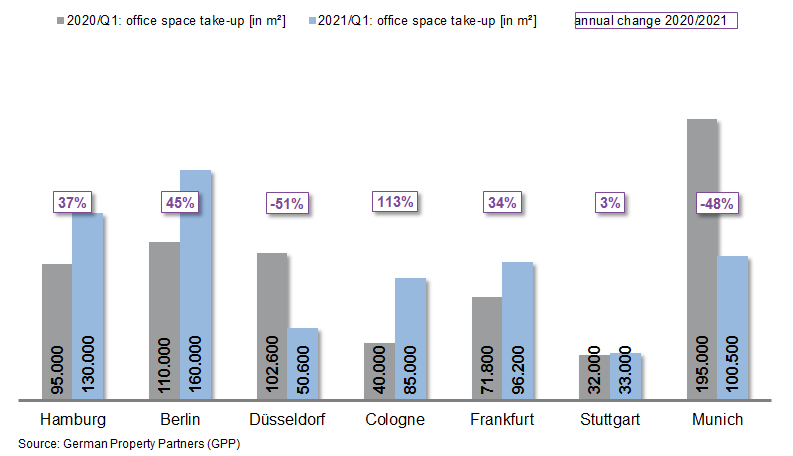 2020/Q1: office space take-up [in m²] 2021/Q1: office space take-up [in m²] annual change 2020/2021
37% 45% -51% 113% 34% 3% -48%
95.000 130.000 110.000 160.000 102.600 50.600 40.000 85.000 71.800 96.200 32.000 33.000 195.000 100.500
Hamburg Berlin Düsseldorf Cologne Frankfurt Stuttgart Munich
Source: German Property Partners (GPP)